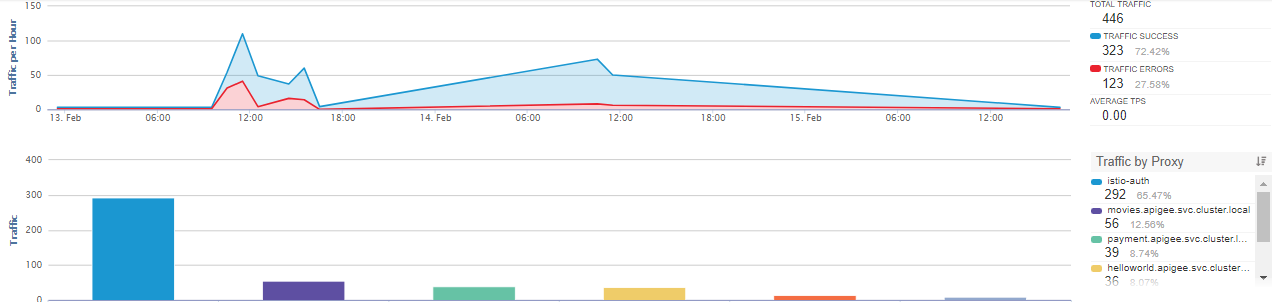 150
100
50
0
Traffic per Hour
13. Feb
06:00
12:00
18:00
14. Feb
06:00
12:00
18:00
15. Feb
06:00
12:00
TOTAL TRAFFIC
446
TRAFFIC SUCCESS
323 72.42%
TRAFFIC ERRORS
123 27.58%
AVERAGE TPS
0.00
400
300
200
100
0
Traffic
Traffic by Proxy
istio-auth
292 65.47%
movies.apigee.svc.cluster.local
56 12.56%
payment.apigee.svc.cluster.l...
39 8.74%
helloworld.apigee.svc.cluster...
36 8.07%